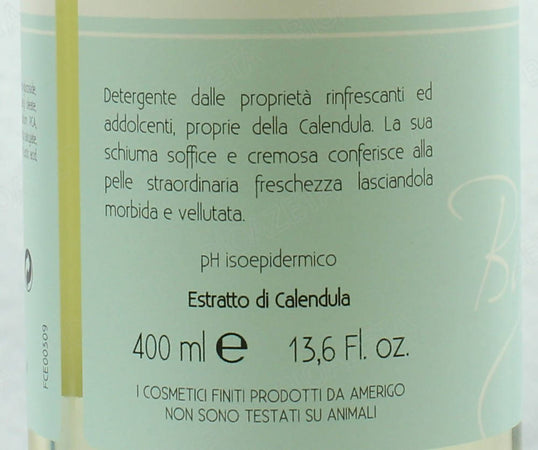 Detergente dalle proprietà rinfrescanti ed
addolcenti, proprie della Calendula. La sua
schiuma soffice e cremosa conferisce alla
pelle straordinaria freschezza lasciandola
morbida e vellutata.
pH isoepidermico
Estratto di Calendula
400 ml e 13,6 Fl. oz.
I COSMETICI FINITI PRODOTTI DA AMERIGO
NON SONO TESTATI SU ANIMALI
FCE00309